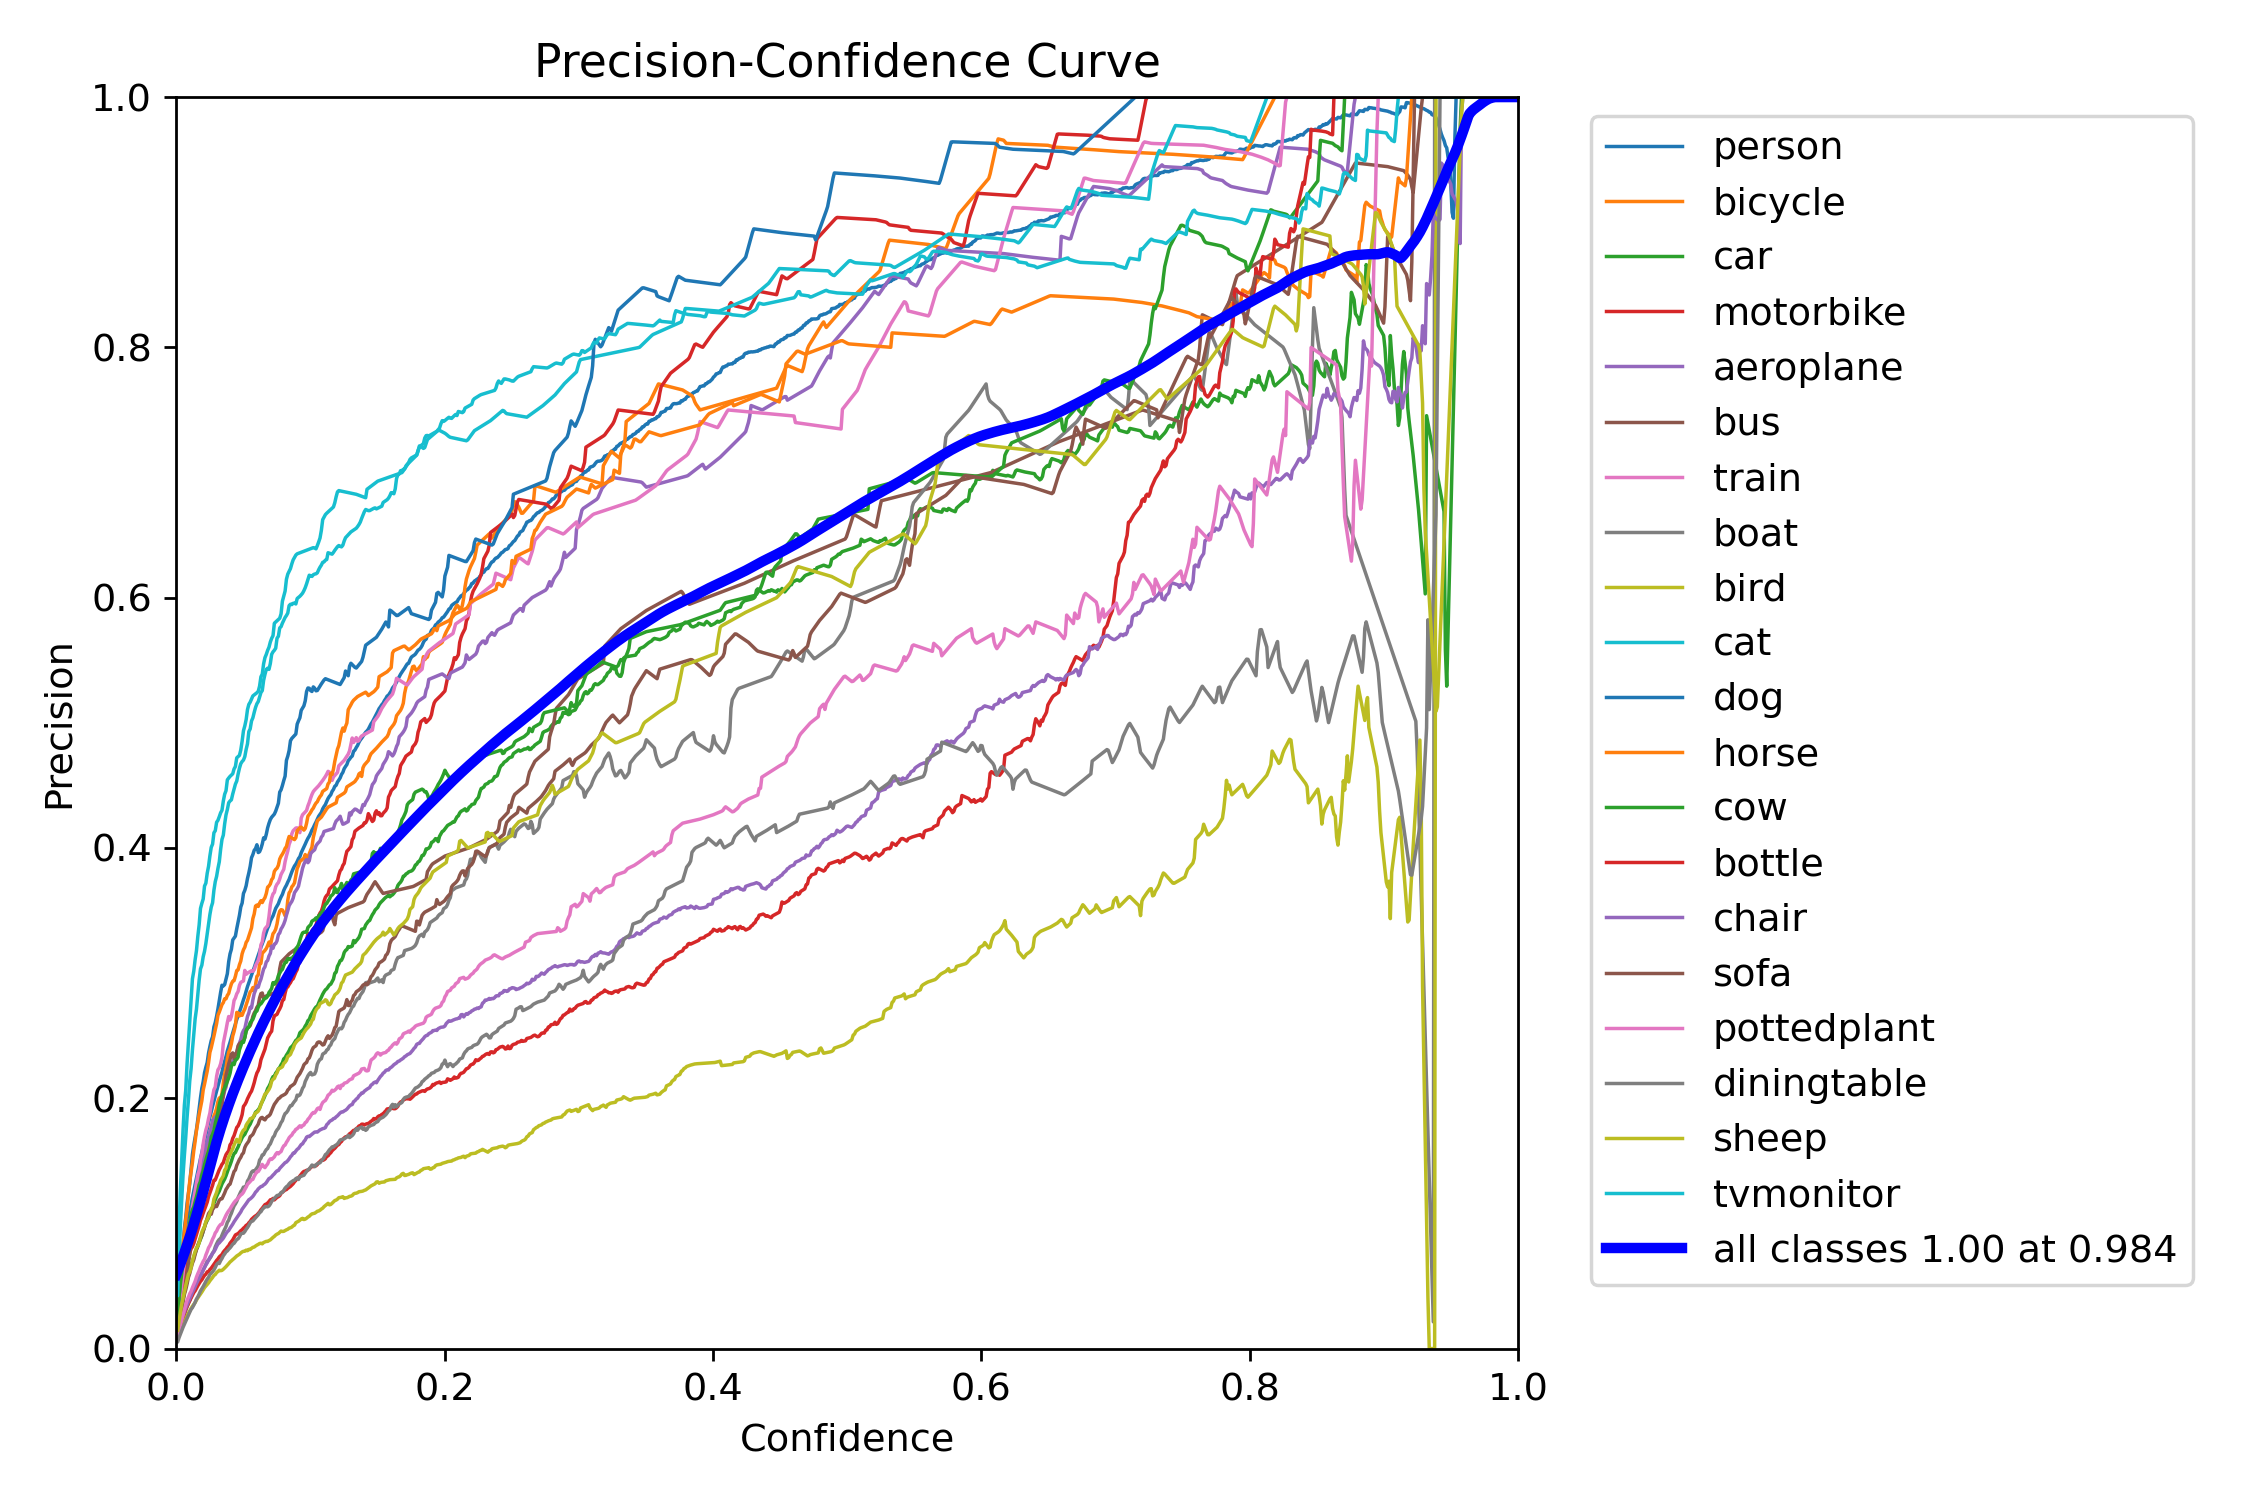 Precision-Confidence Curve
1.0
0.8
0.6
0.4
0.2
0.0
Precision
0.0 0.2 0.4 0.6 0.8 1.0
Confidence
person
bicycle
car
motorbike
aeroplane
bus
train
boat
bird
cat
dog
horse
cow
bottle
chair
sofa
pottedplant
diningtable
sheep
tvmonitor
all classes 1.00 at 0.984